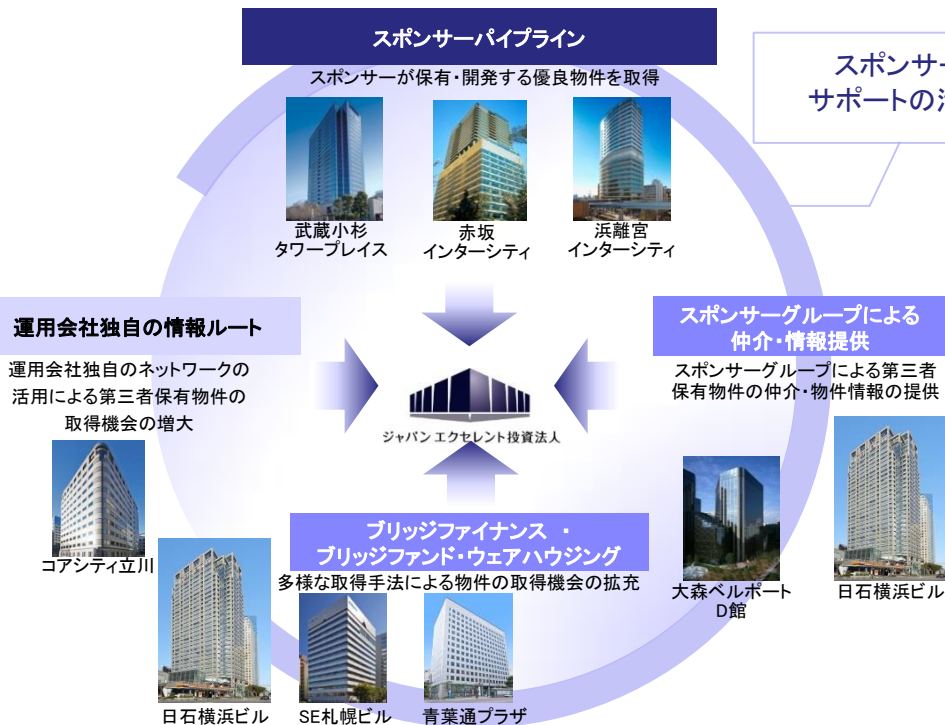 スポンサーパイプライン
スポンサーが保有・開発する優良物件を取得
武蔵小杉
タワープレイス
赤坂
インターシティ
浜離宮
インターシティ
スポンサー
サポートの
運用会社独自の情報ルート
運用会社独自のネットワークの
活用による第三者保有物件の
取得機会の増大
コアシティ立川
ジャパンエクセレント投資法人
スポンサーグループによる
仲介・情報提供
スポンサーグループによる第三者
保有物件の仲介・物件情報の提供
大森ベルポート
D館
日石横浜ビル
ブリッジファイナンス ・
ブリッジファンド・ウェアハウジング
多様な取得手法による物件の取得機会の拡充
日石横浜ビル
SE札幌ビル
青葉通プラザ